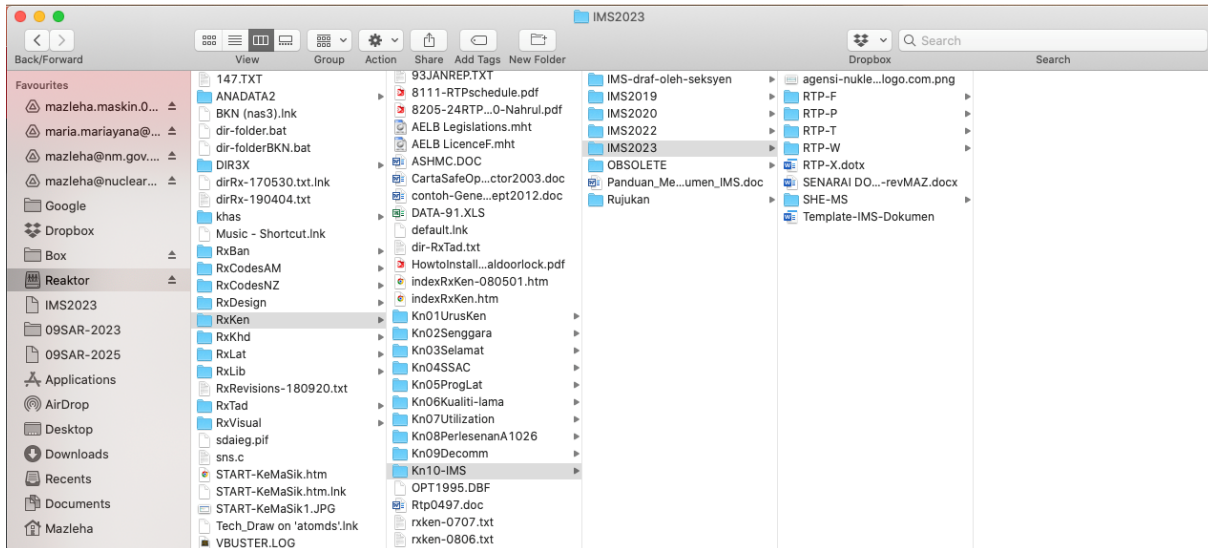 IMS2023
Back/Forward
View
Group
Action
Share
Add Tags
New Folder
Dropbox
Search
Search
Favourites
mazleha.maskin.0...
maria.mariayana@...
mazleha@nm.gov....
mazleha@nuclear...
Google
Dropbox
Box
Reaktor
IMS2023
09SAR-2023
09SAR-2025
Applications
AirDrop
Desktop
Downloads
Recents
Documents
Mazleha
147.TXT
ANADATA2
BKN (nas3).lnk
dir-folder.bat
dir-folderBKN.bat
DIR3X
dirRx-170530.txt.lnk
dirRx-190404.txt
khas
Music - Shortcut.lnk
RxBan
RxCodesAM
RxCodesNZ
RxDesign
RxKen
RxKhd
RxLat
RxLib
RxRevisions-180920.txt
RxTad
RxVisual
sdaieg.pif
sns.c
START-KeMaSik.htm
START-KeMaSik.htm.lnk
START-KeMaSik1.JPG
Tech_Draw on 'atomds'.lnk
VBUSTER.LOG
93JANREP.TXT
8111-RTPschedule.pdf
8205-24RTP...0-Nahrul.pdf
AELB Legislations.mht
AELB LicenceF.mht
ASHMC.DOC
CartaSafeOp...ctor2003.doc
contoh-Gene...ept2012.doc
DATA-91.XLS
default.lnk
dir-RxTad.txt
HowtoInstall...aldoorlock.pdf
indexRxKen-080501.htm
indexRxKen.htm
Kn01UrusKen
Kn02Senggara
Kn03Selamat
Kn04SSAC
Kn05ProgLat
Kn06Kualiti-lama
Kn07Utilization
Kn08PerlesenanA1026
Kn09Decomm
Kn10-IMS
OPT1995.DBF
Rtp0497.doc
rxken-0707.txt
rxken-0806.txt
IMS-draf-oleh-seksyen
IMS2019
IMS2020
IMS2022
IMS2023
OBSOLETE
Panduan_Me...umen_IMS.doc
Rujukan
agensi-nukle...logo.com.png
RTP-F
RTP-P
RTP-T
RTP-W
RTP-X.dotx
SENARAI DO...-revMAZ.docx
SHE-MS
Template-IMS-Dokumen